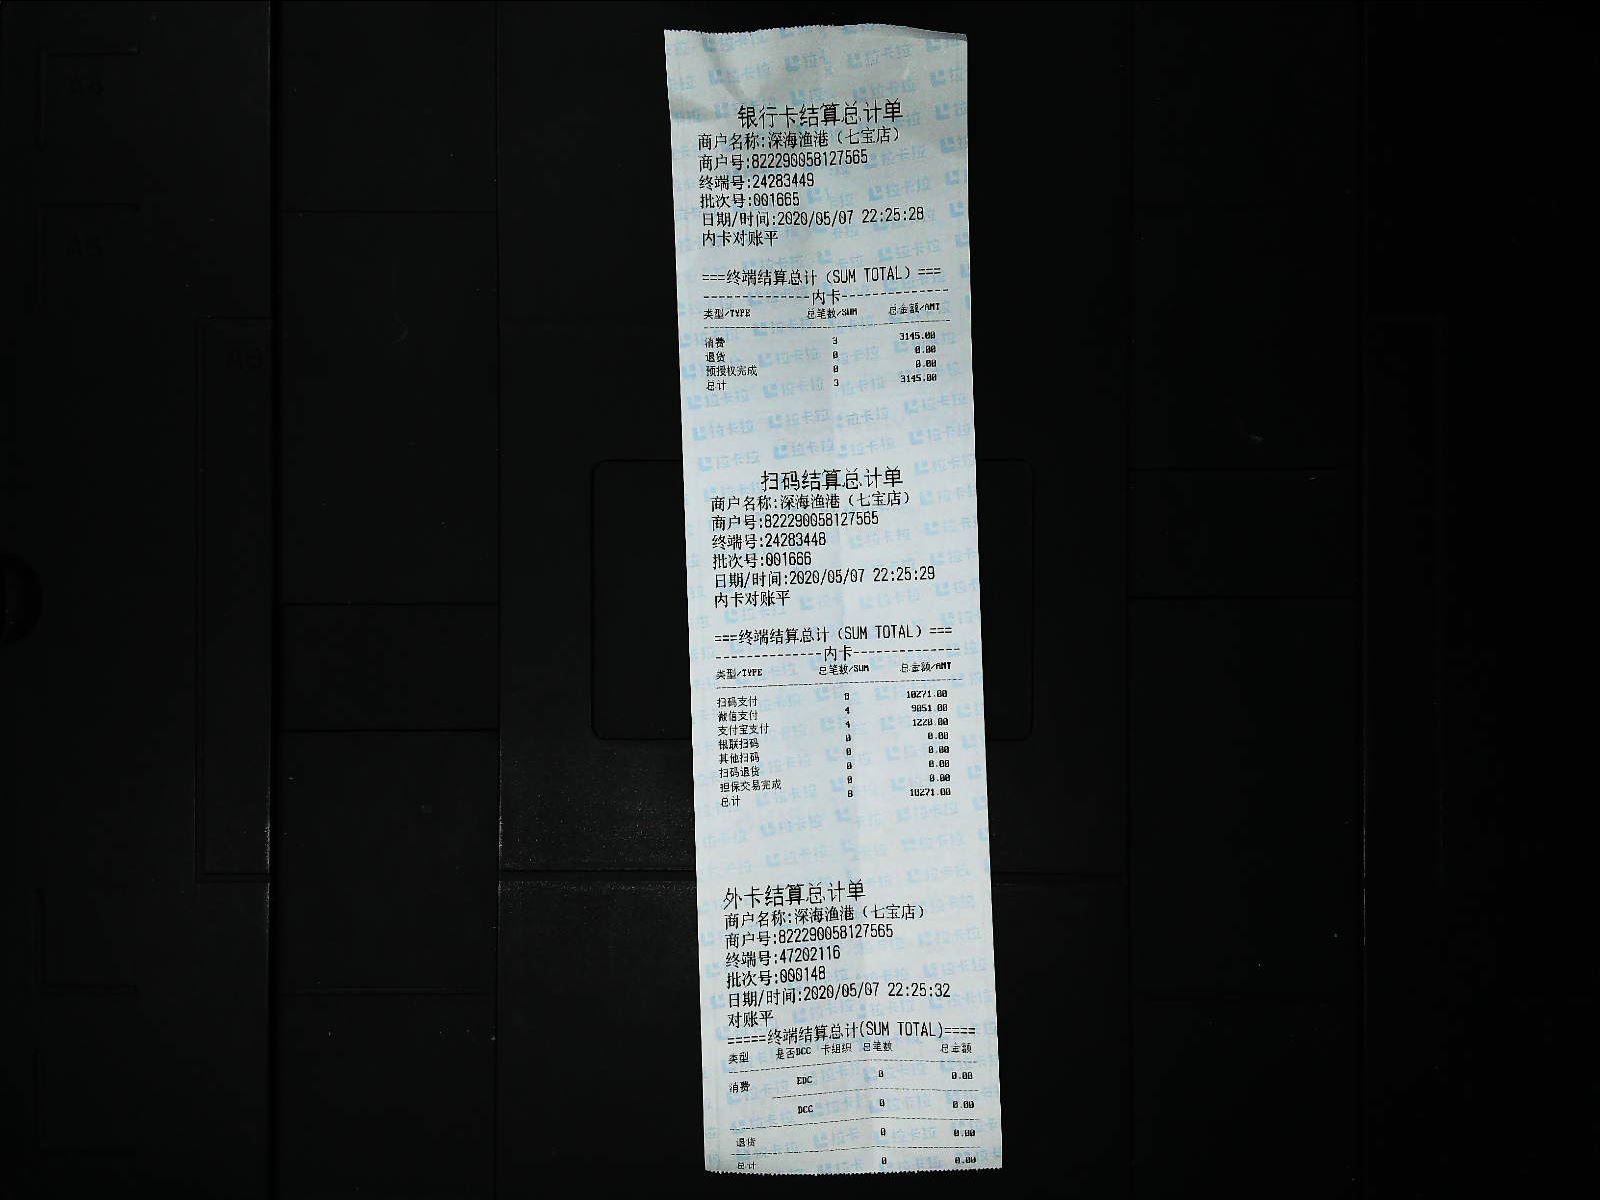 银行卡结算总计单
商户名称:深海渔港（七宝店）
商户号:822290058127565
终端号:24283449
批次号:001665
日期/时间:2020/05/07 22:25:28
内卡对账平
===终端结算总计（SUM TOTAL）===
--------------内卡--------------
类型/TYPE 总笔数/SUM 总金额/AMT
消费 3 3145.00
退货 0 0.00
预授权完成 0 0.00
总计 3 3145.00
扫码结算总计单
商户名称:深海渔港（七宝店）
商户号:822290058127565
终端号:24283448
批次号:001666
日期/时间:2020/05/07 22:25:29
内卡对账平
===终端结算总计（SUM TOTAL）===
--------------内卡--------------
类型/TYPE 总笔数/SUM 总金额/AMT
扫码支付 8 10271.00
微信支付 4 9051.00
支付宝支付 4 1220.00
银联扫码 0 0.00
其他扫码 0 0.00
扫码退货 0 0.00
担保交易完成 0 0.00
总计 8 10271.00
外卡结算总计单
商户名称:深海渔港（七宝店）
商户号:822290058127565
终端号:47202116
批次号:000148
日期/时间:2020/05/07 22:25:32
对账平
=====终端结算总计(SUM TOTAL)====
类型 是否DCC 卡组织 总笔数 总金额
消费 EDC 0 0.00
DCC 0 0.00
退货 0 0.00
总计 0 0.00